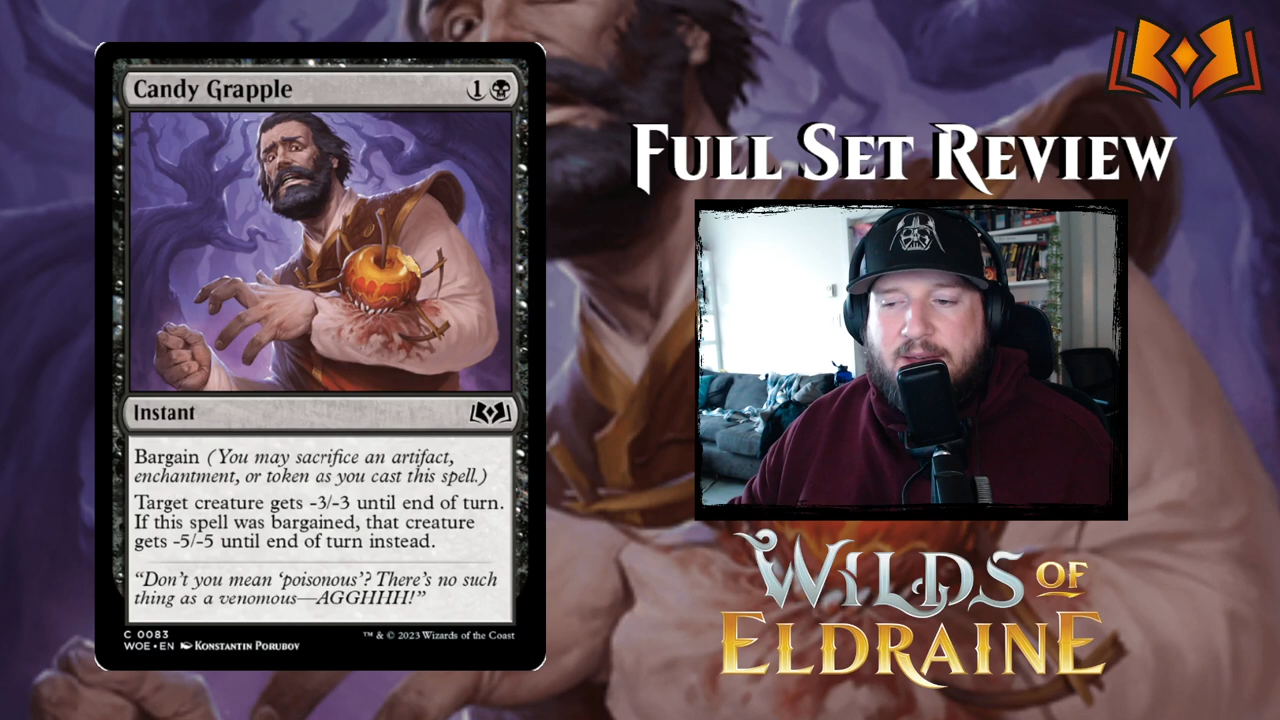 Candy Grapple 1
Instant
Bargain (You may sacrifice an artifact,
enchantment, or token as you cast this spell.)
Target creature gets -3/-3 until end of turn.
If this spell was bargained, that creature
gets -5/-5 until end of turn instead.
“Don’t you mean ‘poisonous’? There’s no such
thing as a venomous—AGGHHH!”
C 0083
WOE • EN KONSTANTIN PORUBOV
™ & © 2023 Wizards of the Coast
FULL SET REVIEW
WILDS OF
ELDRAINE